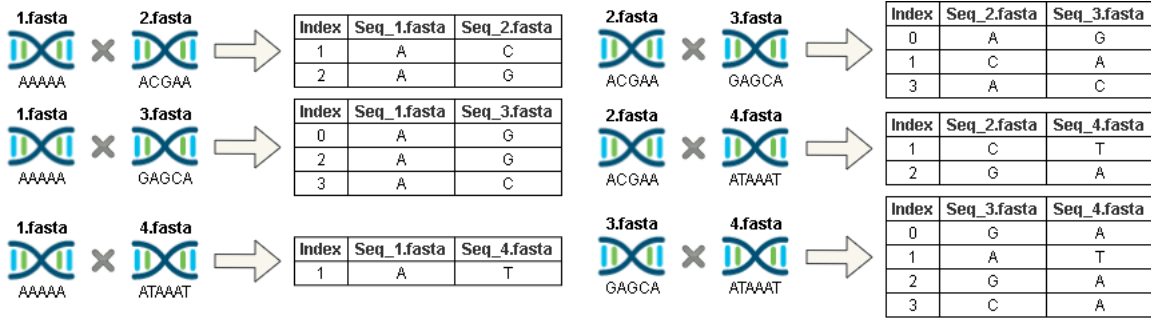 1.fasta 2.fasta
AAAAA ACGAA
Index Seq_1.fasta Seq_2.fasta
1 A C
2 A G
1.fasta 3.fasta
AAAAA GAGCA
Index Seq_1.fasta Seq_3.fasta
0 A G
2 A G
3 A C
1.fasta 4.fasta
AAAAA ATAAAT
Index Seq_1.fasta Seq_4.fasta
1 A T
2.fasta 3.fasta
ACGAA GAGCA
Index Seq_2.fasta Seq_3.fasta
0 A G
1 C A
3 A C
2.fasta 4.fasta
ACGAA ATAAAT
Index Seq_2.fasta Seq_4.fasta
1 C T
2 G A
3.fasta 4.fasta
GAGCA ATAAAT
Index Seq_3.fasta Seq_4.fasta
0 G A
1 A T
2 G A
3 C A